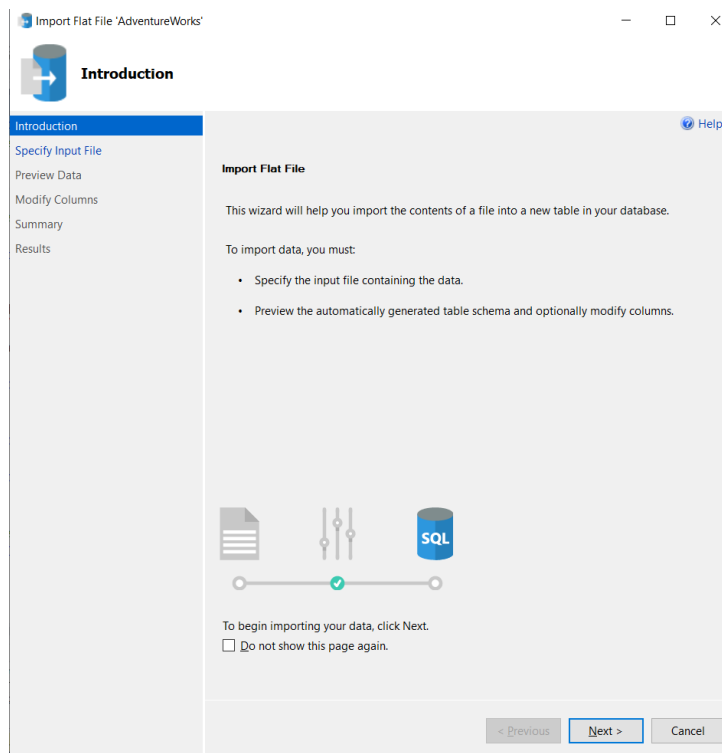 Import Flat File 'AdventureWorks'
Introduction
Introduction
Specify Input File
Preview Data
Modify Columns
Summary
Results
Help
Import Flat File
This wizard will help you import the contents of a file into a new table in your database.
To import data, you must:
• Specify the input file containing the data.
• Preview the automatically generated table schema and optionally modify columns.
SQL
To begin importing your data, click Next.
Do not show this page again.
< Previous
Next >
Cancel